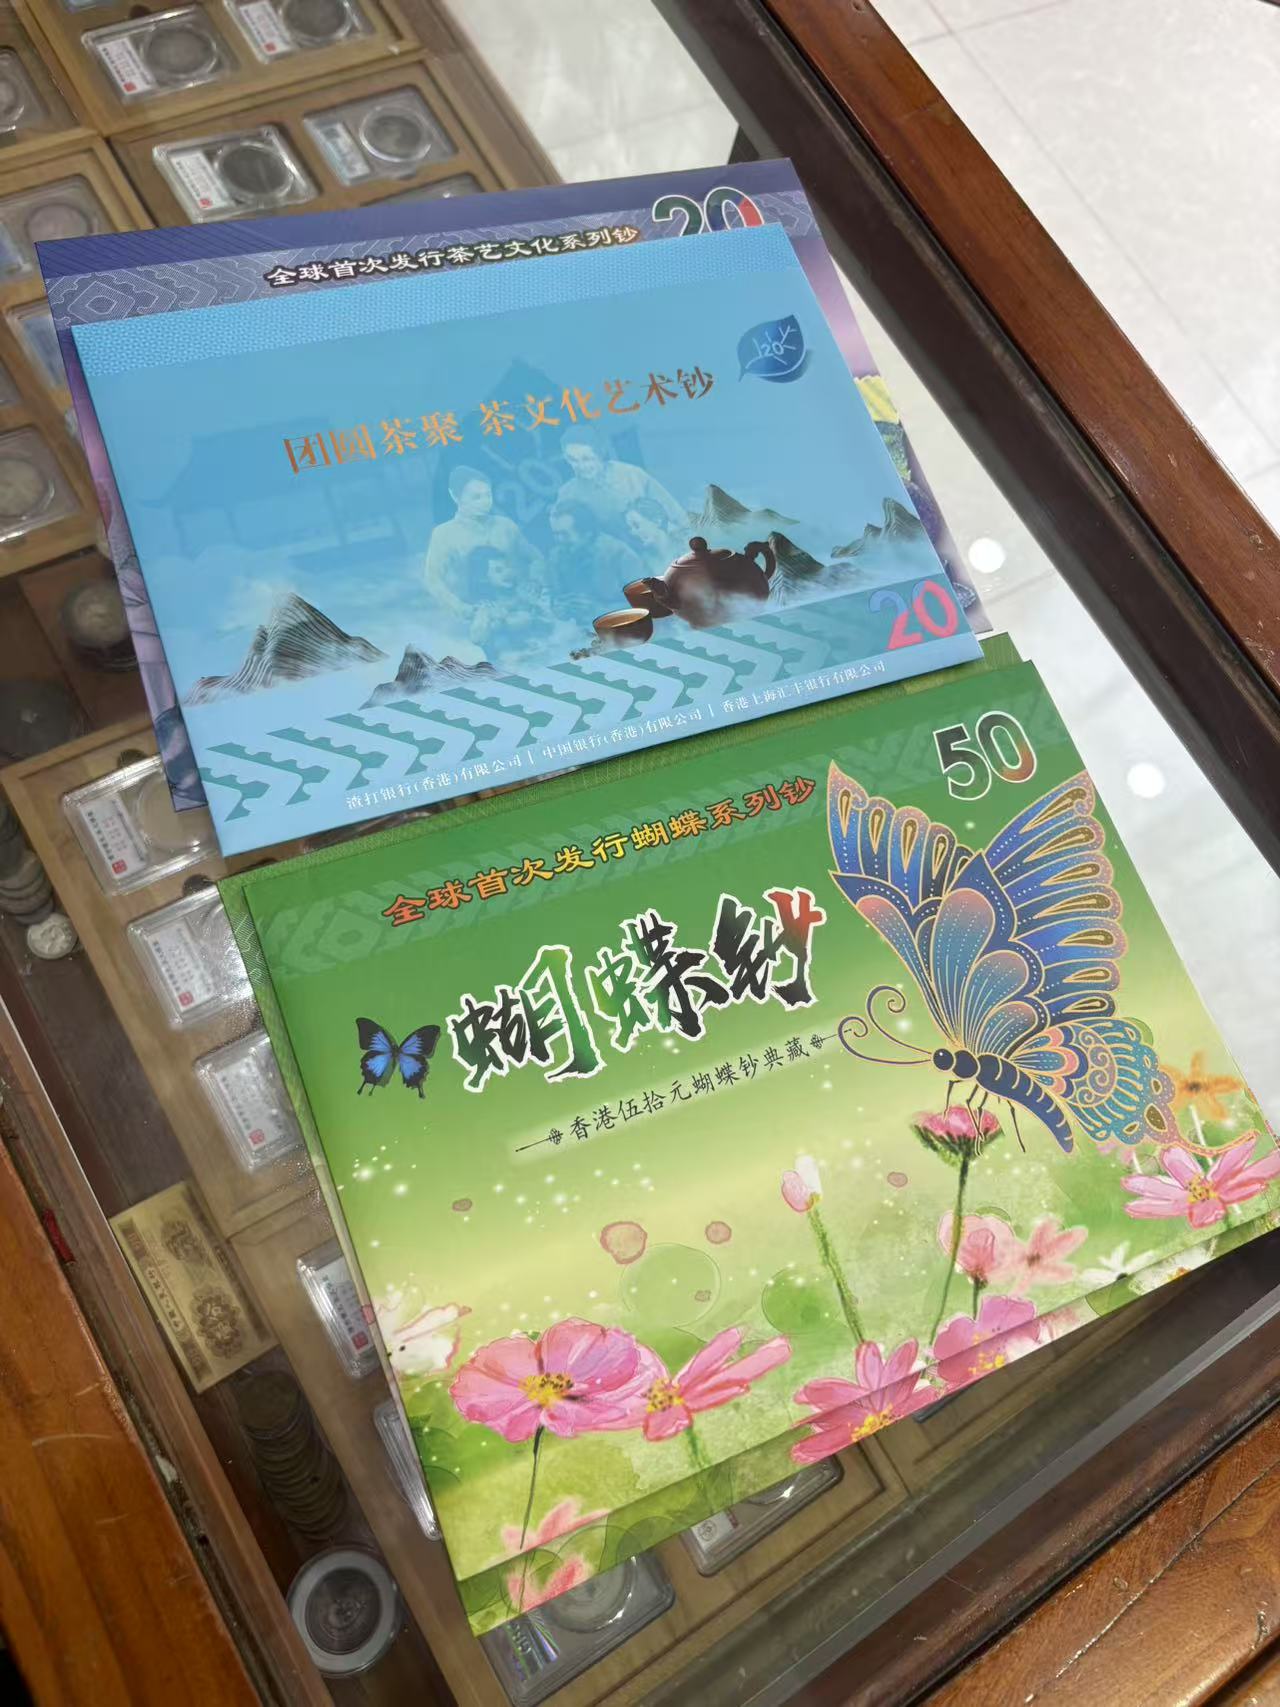 20
全球首次发行茶艺文化系列钞
20
团圆茶聚 茶文化艺术钞
20
20
渣打银行(香港)有限公司 | 中国银行(香港)有限公司 | 香港上海汇丰银行有限公司
50
全球首次发行蝴蝶系列钞
蝴蝶钞
香港伍拾元蝴蝶钞典藏